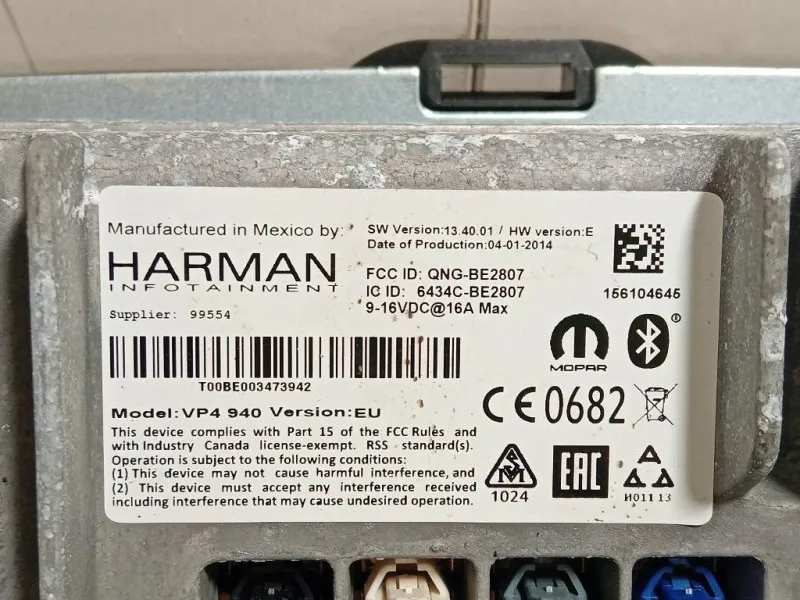 Manufactured in Mexico by:
HARMAN
INFOTAINMENT
Supplier: 99554
SW Version:13.40.01 / HW version:E
Date of Production:04-01-2014
FCC ID: QNG-BE2807
IC ID: 6434C-BE2807
9-16VDC@16A Max
156104645
MOPAR
T00BE003473942
Model:VP4 940 Version:EU
CE0682
This device complies with Part 15 of the FCC Rules and
with Industry Canada license-exempt. RSS standard(s).
Operation is subject to the following conditions:
(1) This device may not cause harmful interference, and
(2) This device must accept any interference received
including interference that may cause undesired operation.
1024
EAC
И011 13